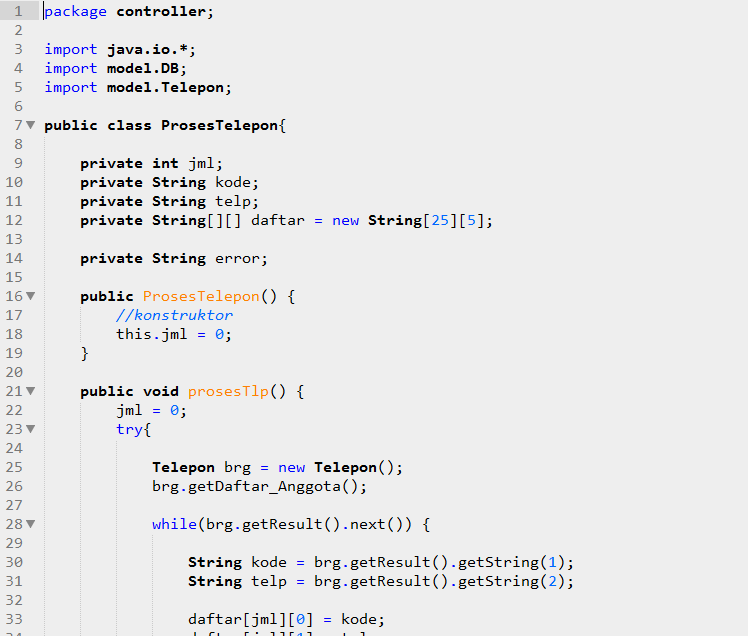 1 package controller;
2
3 import java.io.*;
4 import model.DB;
5 import model.Telepon;
6
7 public class ProsesTelepon{
8
9 private int jml;
10 private String kode;
11 private String telp;
12 private String[][] daftar = new String[25][5];
13
14 private String error;
15
16 public ProsesTelepon() {
17 //konstruktor
18 this.jml = 0;
19 }
20
21 public void prosesTlp() {
22 jml = 0;
23 try{
24
25 Telepon brg = new Telepon();
26 brg.getDaftar_Anggota();
27
28 while(brg.getResult().next()) {
29
30 String kode = brg.getResult().getString(1);
31 String telp = brg.getResult().getString(2);
32
33 daftar[jml][0] = kode;